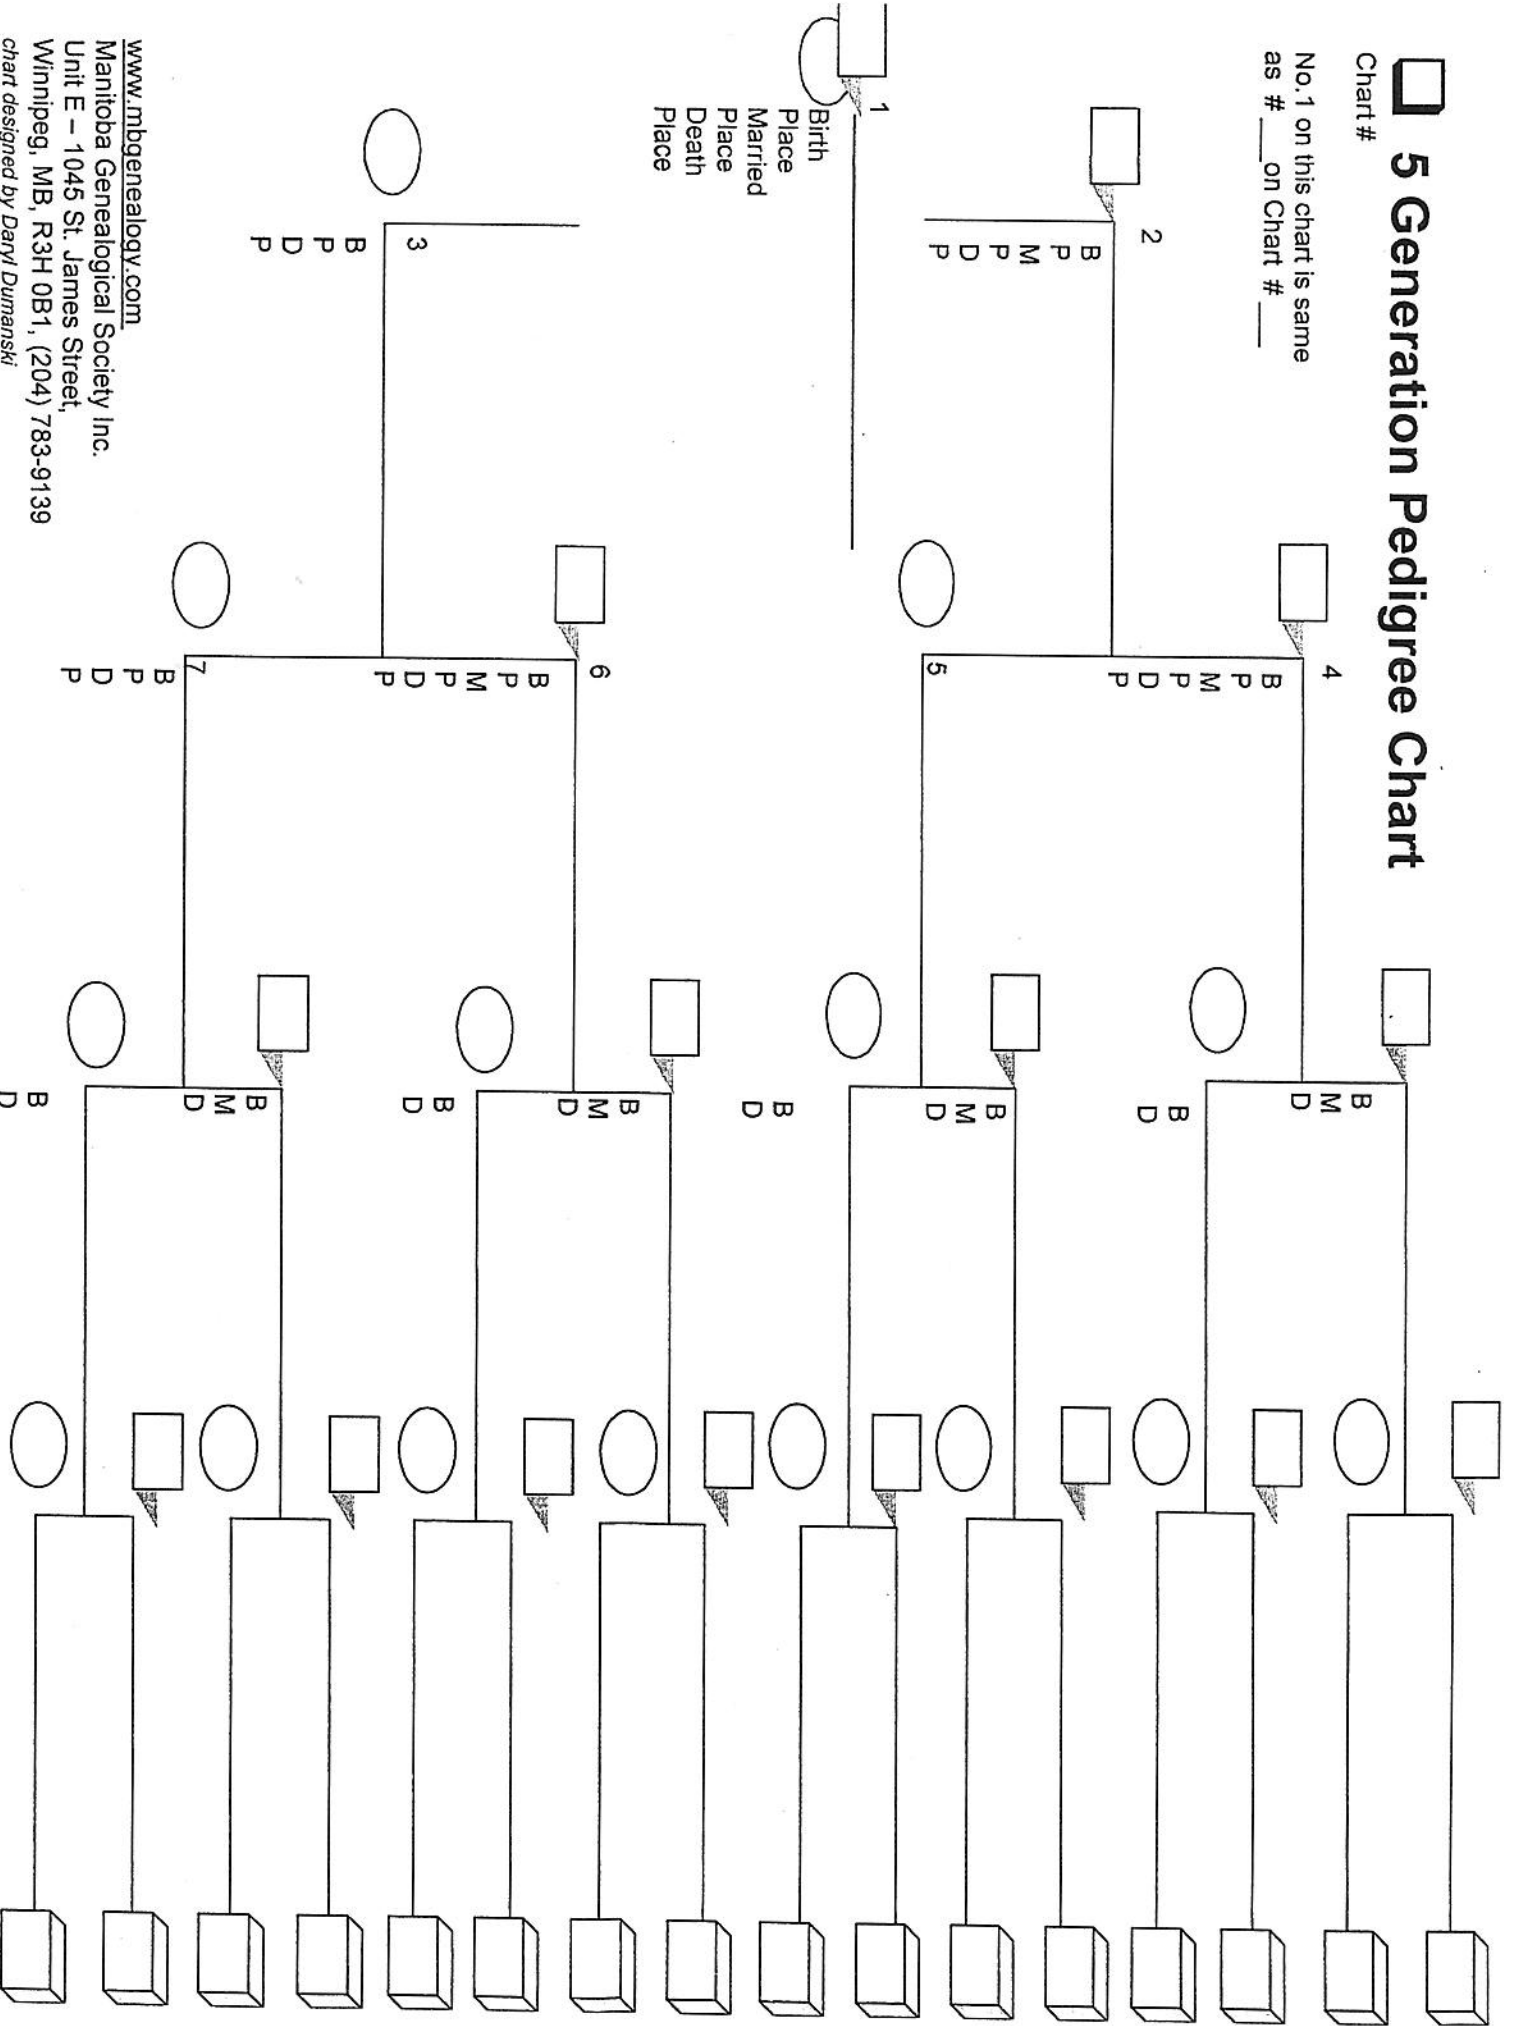 5 Generation Pedigree Chart
Chart #
No.1 on this chart is same
as # ___ on Chart # ___
1
Birth
Place
Married
Place
Death
Place
2
B
P
M
P
D
P
3
B
P
D
P
4
B
P
M
P
D
P
5
6
B
P
M
P
D
P
7
B
P
D
P
B
M
D
B
D
B
M
D
B
D
B
M
D
B
D
B
M
D
B
D
www.mbgenealogy.com
Manitoba Genealogical Society Inc.
Unit E – 1045 St. James Street,
Winnipeg, MB, R3H 0B1, (204) 783-9139
chart designed by Daryl Dumanski